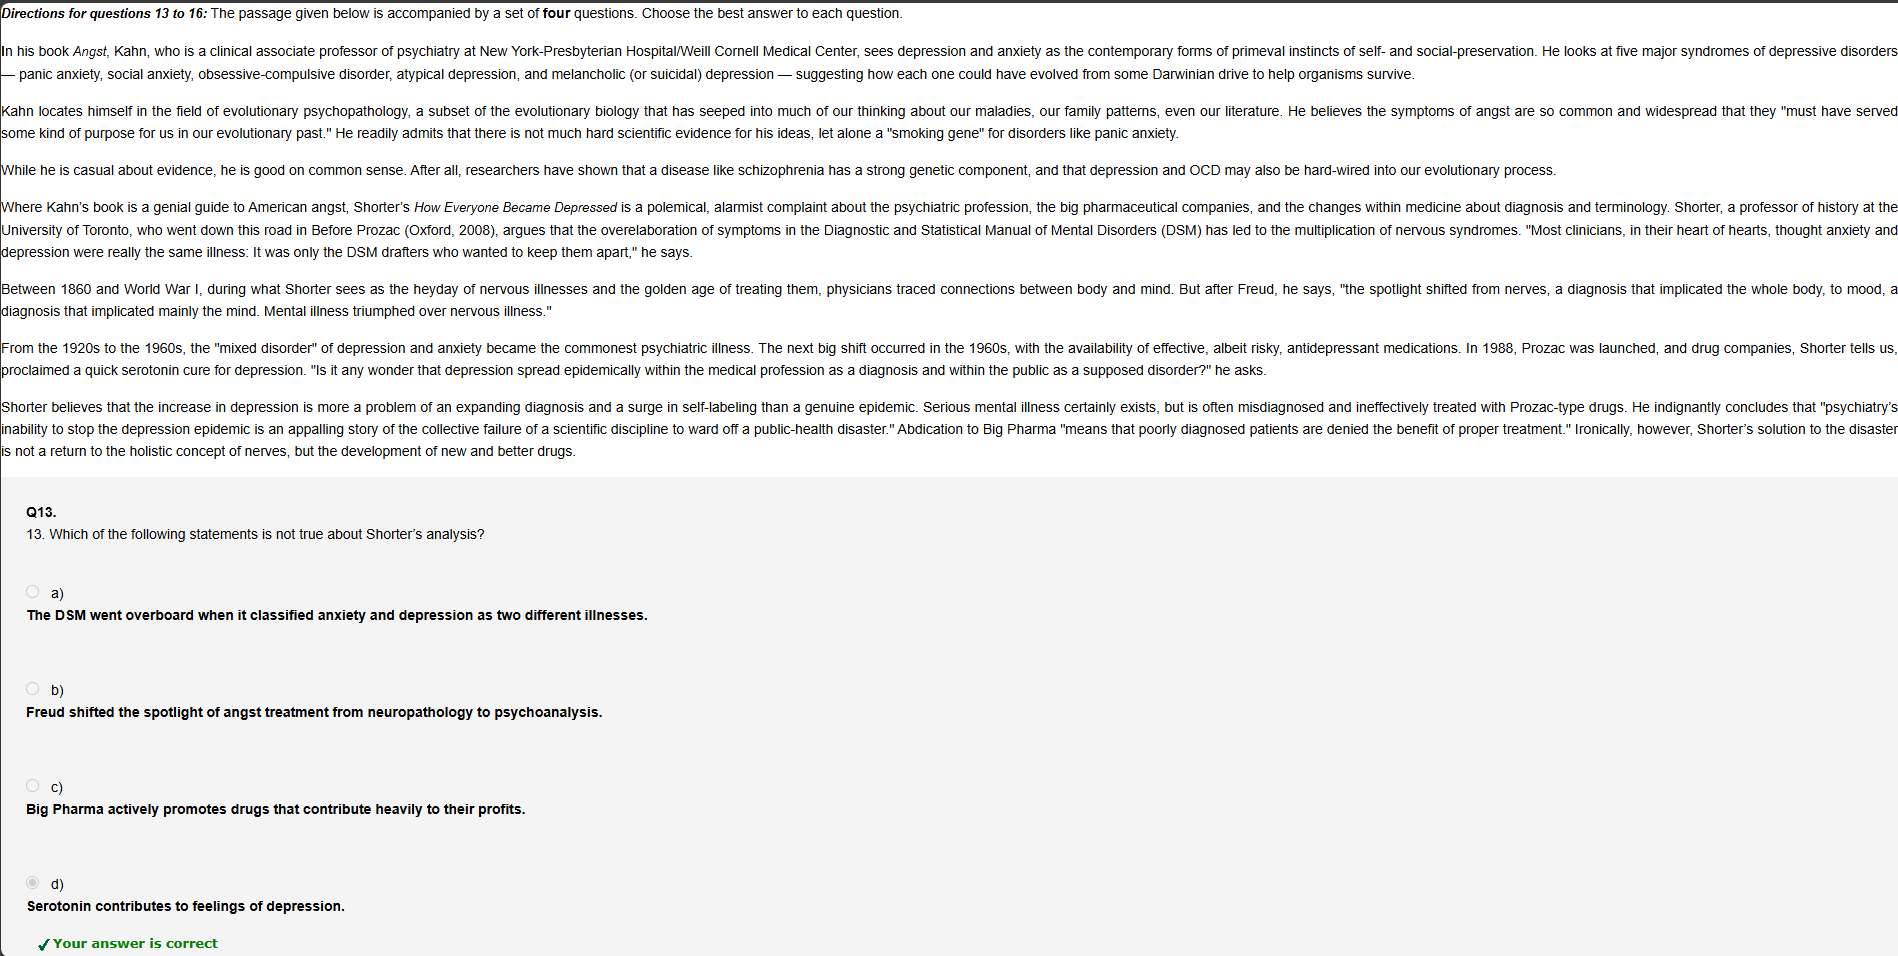 Directions for questions 13 to 16: The passage given below is accompanied by a set of four questions. Choose the best answer to each question.
In his book Angst, Kahn, who is a clinical associate professor of psychiatry at New York-Presbyterian Hospital/Weill Cornell Medical Center, sees depression and anxiety as the contemporary forms of primeval instincts of self- and social-preservation. He looks at five major syndromes of depressive disorders
— panic anxiety, social anxiety, obsessive-compulsive disorder, atypical depression, and melancholic (or suicidal) depression — suggesting how each one could have evolved from some Darwinian drive to help organisms survive.
Kahn locates himself in the field of evolutionary psychopathology, a subset of the evolutionary biology that has seeped into much of our thinking about our maladies, our family patterns, even our literature. He believes the symptoms of angst are so common and widespread that they "must have served
some kind of purpose for us in our evolutionary past." He readily admits that there is not much hard scientific evidence for his ideas, let alone a "smoking gene" for disorders like panic anxiety.
While he is casual about evidence, he is good on common sense. After all, researchers have shown that a disease like schizophrenia has a strong genetic component, and that depression and OCD may also be hard-wired into our evolutionary process.
Where Kahn's book is a genial guide to American angst, Shorter's How Everyone Became Depressed is a polemical, alarmist complaint about the psychiatric profession, the big pharmaceutical companies, and the changes within medicine about diagnosis and terminology. Shorter, a professor of history at the
University of Toronto, who went down this road in Before Prozac (Oxford, 2008), argues that the overelaboration of symptoms in the Diagnostic and Statistical Manual of Mental Disorders (DSM) has led to the multiplication of nervous syndromes. "Most clinicians, in their heart of hearts, thought anxiety and
depression were really the same illness: It was only the DSM drafters who wanted to keep them apart," he says.
Between 1860 and World War I, during what Shorter sees as the heyday of nervous illnesses and the golden age of treating them, physicians traced connections between body and mind. But after Freud, he says, "the spotlight shifted from nerves, a diagnosis that implicated the whole body, to mood, a
diagnosis that implicated mainly the mind. Mental illness triumphed over nervous illness."
From the 1920s to the 1960s, the "mixed disorder" of depression and anxiety became the commonest psychiatric illness. The next big shift occurred in the 1960s, with the availability of effective, albeit risky, antidepressant medications. In 1988, Prozac was launched, and drug companies, Shorter tells us,
proclaimed a quick serotonin cure for depression. "Is it any wonder that depression spread epidemically within the medical profession as a diagnosis and within the public as a supposed disorder?" he asks.
Shorter believes that the increase in depression is more a problem of an expanding diagnosis and a surge in self-labeling than a genuine epidemic. Serious mental illness certainly exists, but is often misdiagnosed and ineffectively treated with Prozac-type drugs. He indignantly concludes that "psychiatry's
inability to stop the depression epidemic is an appalling story of the collective failure of a scientific discipline to ward off a public-health disaster." Abdication to Big Pharma "means that poorly diagnosed patients are denied the benefit of proper treatment." Ironically, however, Shorter's solution to the disaster
is not a return to the holistic concept of nerves, but the development of new and better drugs.
Q13.
13. Which of the following statements is not true about Shorter's analysis?
a)
The DSM went overboard when it classified anxiety and depression as two different illnesses.
b)
Freud shifted the spotlight of angst treatment from neuropathology to psychoanalysis.
c)
Big Pharma actively promotes drugs that contribute heavily to their profits.
d)
Serotonin contributes to feelings of depression.
✓Your answer is correct